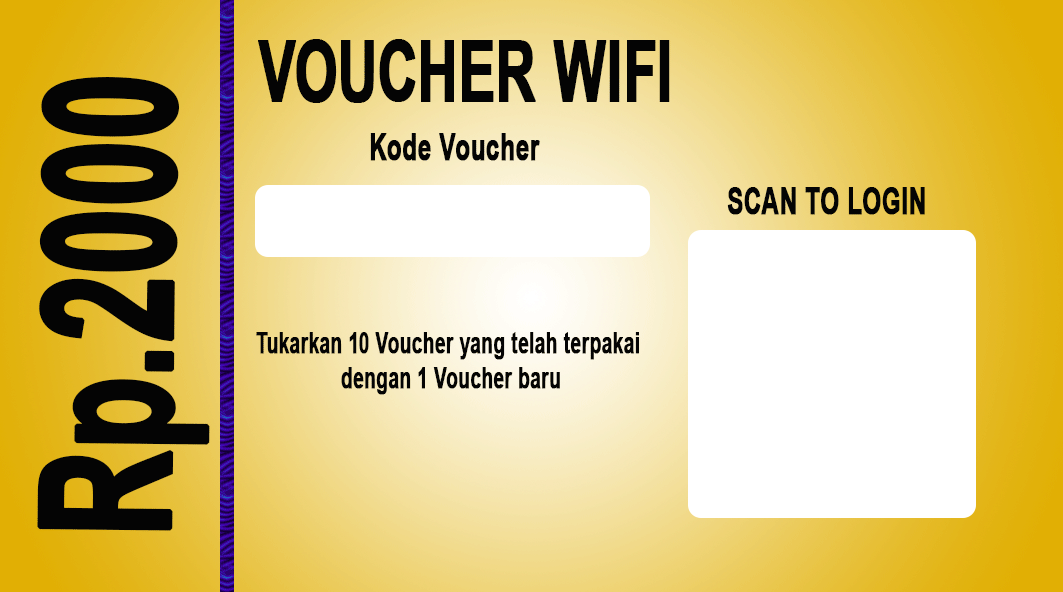 Rp.2000
VOUCHER WIFI
Kode Voucher
SCAN TO LOGIN
Tukarkan 10 Voucher yang telah terpakai
dengan 1 Voucher baru